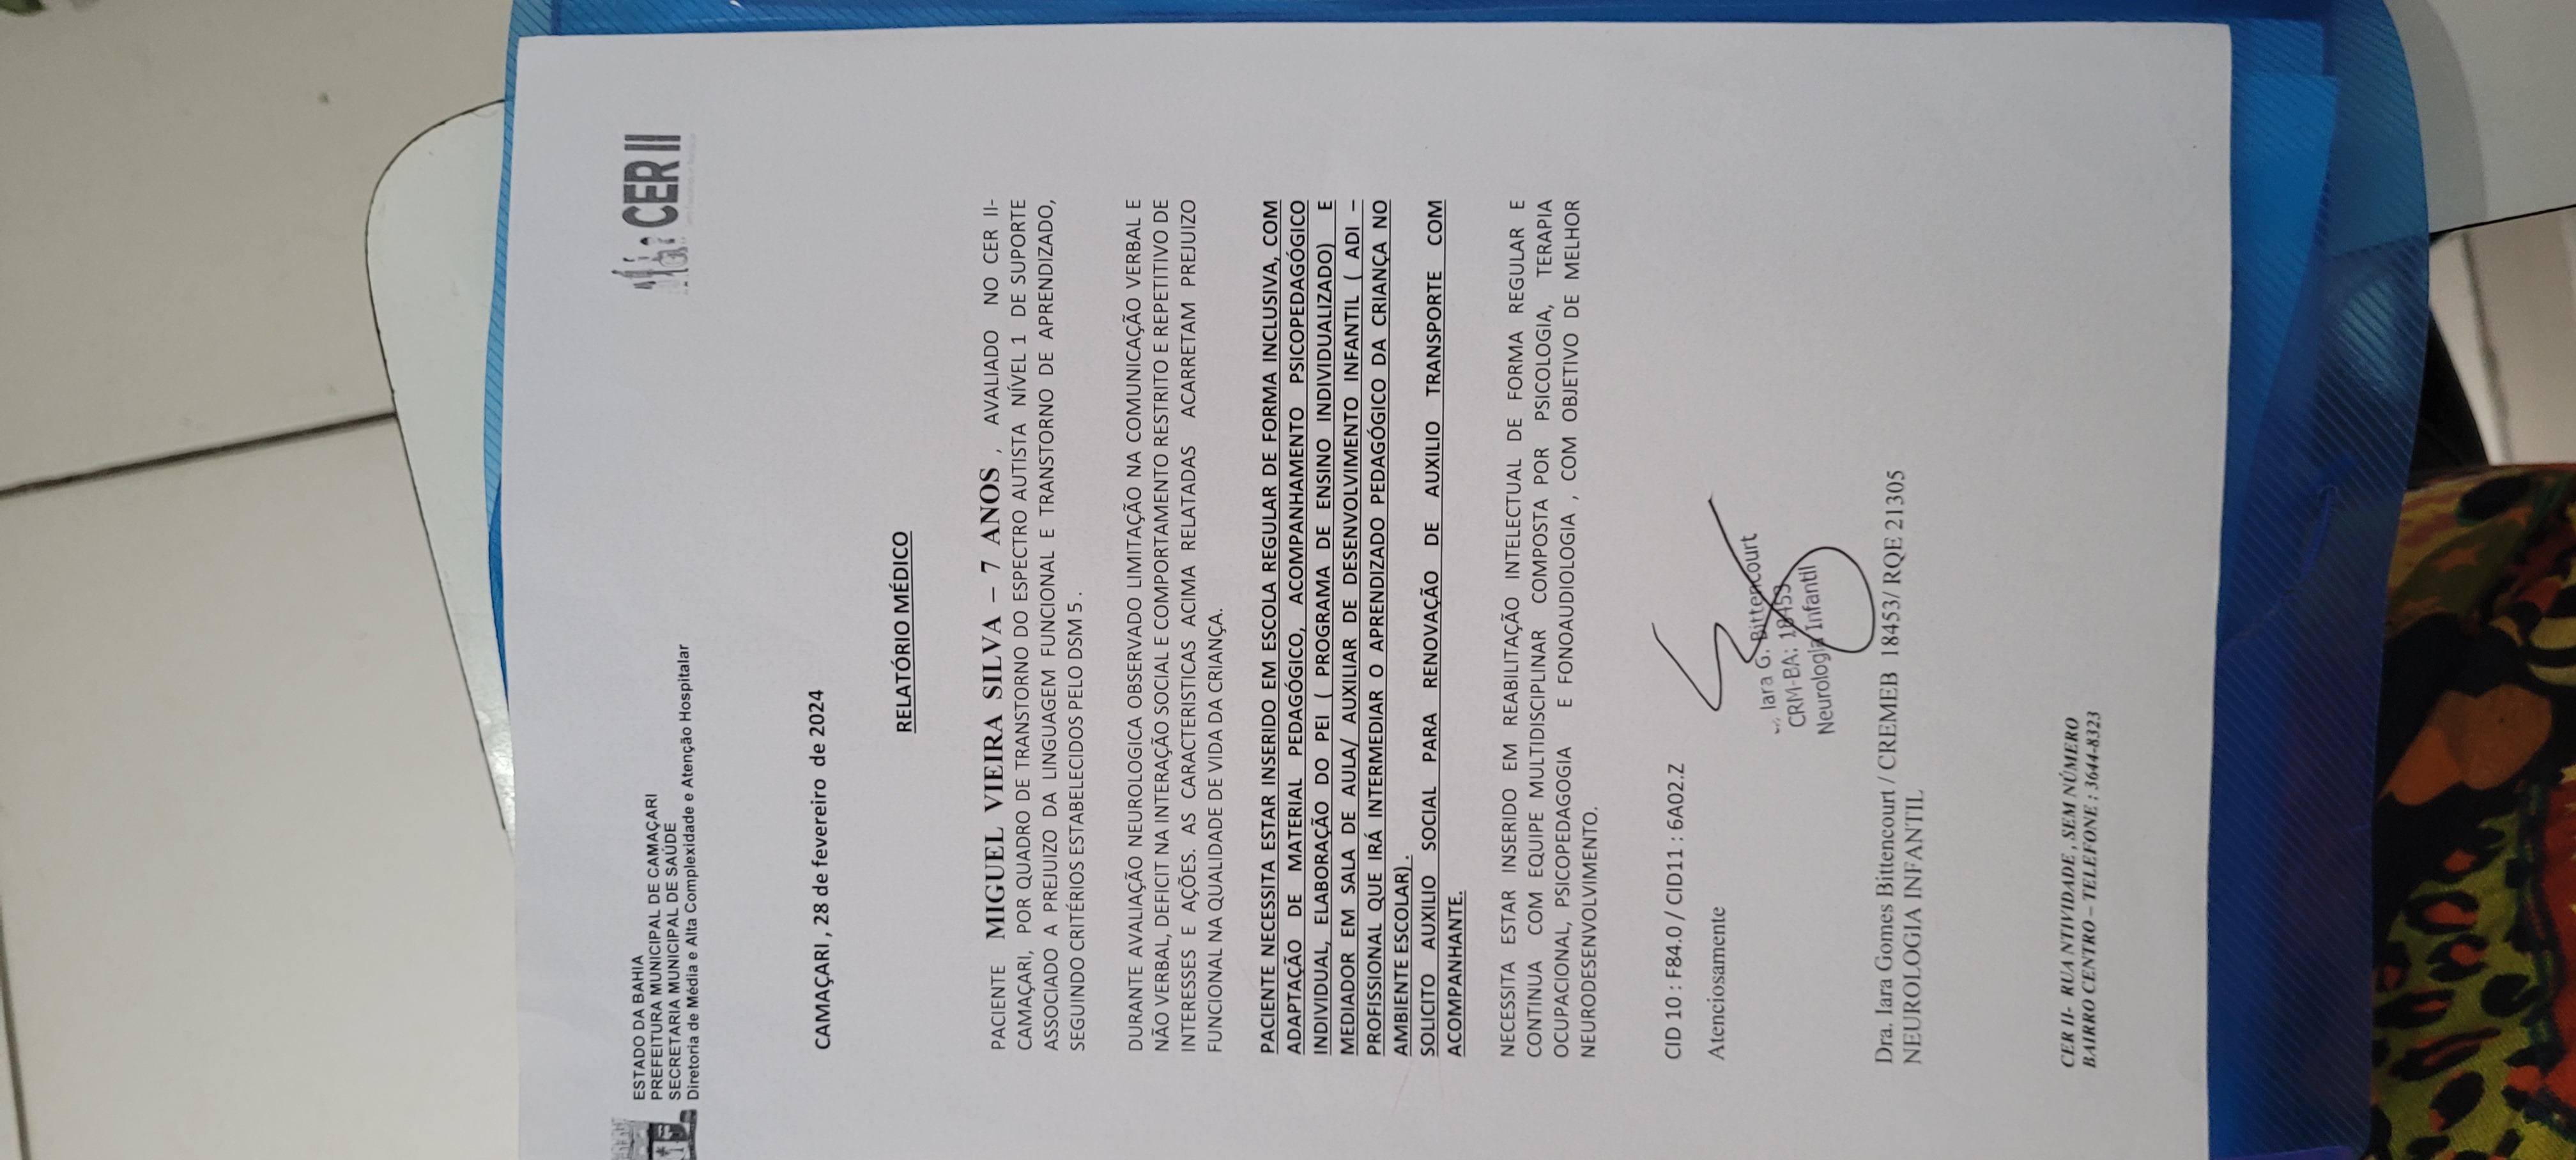 ESTADO DA BAHIA
PREFEITURA MUNICIPAL DE CAMAÇARI
SECRETARIA MUNICIPAL DE SAÚDE
Diretoria de Média e Alta Complexidade e Atenção Hospitalar
CER II
CAMAÇARI , 28 de fevereiro de 2024
RELATÓRIO MÉDICO
PACIENTE MIGUEL VIEIRA SILVA – 7 ANOS , AVALIADO NO CER II-
CAMAÇARI, POR QUADRO DE TRANSTORNO DO ESPECTRO AUTISTA NÍVEL 1 DE SUPORTE
ASSOCIADO A PREJUIZO DA LINGUAGEM FUNCIONAL E TRANSTORNO DE APRENDIZADO,
SEGUINDO CRITÉRIOS ESTABELECIDOS PELO DSM 5 .
DURANTE AVALIAÇÃO NEUROLOGICA OBSERVADO LIMITAÇÃO NA COMUNICAÇÃO VERBAL E
NÃO VERBAL, DEFICIT NA INTERAÇÃO SOCIAL E COMPORTAMENTO RESTRITO E REPETITIVO DE
INTERESSES E AÇÕES. AS CARACTERISTICAS ACIMA RELATADAS ACARRETAM PREJUIZO
FUNCIONAL NA QUALIDADE DE VIDA DA CRIANÇA.
PACIENTE NECESSITA ESTAR INSERIDO EM ESCOLA REGULAR DE FORMA INCLUSIVA, COM
ADAPTAÇÃO DE MATERIAL PEDAGÓGICO, ACOMPANHAMENTO PSICOPEDAGÓGICO
INDIVIDUAL, ELABORAÇÃO DO PEI ( PROGRAMA DE ENSINO INDIVIDUALIZADO) E
MEDIADOR EM SALA DE AULA/ AUXILIAR DE DESENVOLVIMENTO INFANTIL ( ADI –
PROFISSIONAL QUE IRÁ INTERMEDIAR O APRENDIZADO PEDAGÓGICO DA CRIANÇA NO
AMBIENTE ESCOLAR) .
SOLICITO AUXILIO SOCIAL PARA RENOVAÇÃO DE AUXILIO TRANSPORTE COM
ACOMPANHANTE.
NECESSITA ESTAR INSERIDO EM REABILITAÇÃO INTELECTUAL DE FORMA REGULAR E
CONTINUA COM EQUIPE MULTIDISCIPLINAR COMPOSTA POR PSICOLOGIA, TERAPIA
OCUPACIONAL, PSICOPEDAGOGIA E FONOAUDIOLOGIA , COM OBJETIVO DE MELHOR
NEURODESENVOLVIMENTO.
CID 10 : F84.0 / CID11 : 6A02.Z
Atenciosamente
Iara G. Bittencourt
CRM-BA: 18453
Neurologia Infantil
Dra. Iara Gomes Bittencourt / CREMEB 18453/ RQE 21305
NEUROLOGIA INFANTIL
CER II- RUA NTIVIDADE , SEM NÚMERO
BAIRRO CENTRO – TELEFONE : 3644-8323